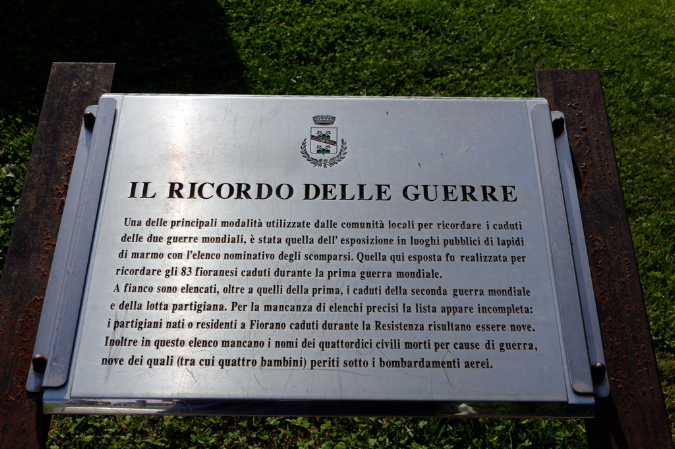 IL RICORDO DELLE GUERRE
Una delle principali modalità utilizzate dalle comunità locali per ricordare i caduti
delle due guerre mondiali, è stata quella dell' esposizione in luoghi pubblici di lapidi
di marmo con l'elenco nominativo degli scomparsi. Quella qui esposta fu realizzata per
ricordare gli 83 fioranesi caduti durante la prima guerra mondiale.
A fianco sono elencati, oltre a quelli della prima, i caduti della seconda guerra mondiale
e della lotta partigiana. Per la mancanza di elenchi precisi la lista appare incompleta:
i partigiani nati o residenti a Fiorano caduti durante la Resistenza risultano essere nove.
Inoltre in questo elenco mancano i nomi dei quattordici civili morti per cause di guerra,
nove dei quali (tra cui quattro bambini) periti sotto i bombardamenti aerei.